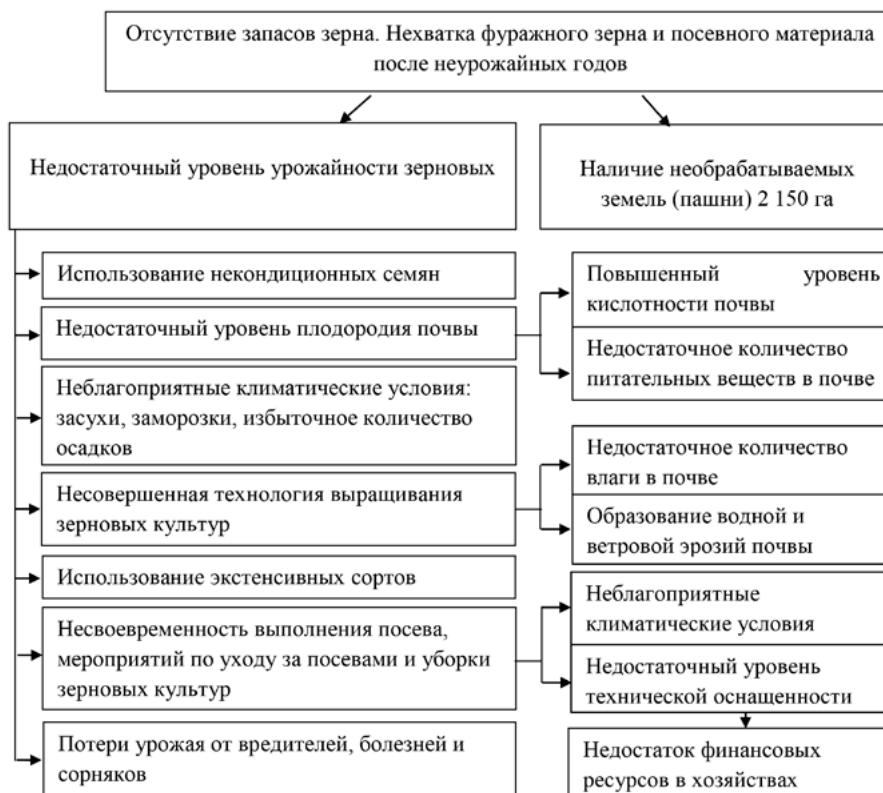 Отсутствие запасов зерна. Нехватка фуражного зерна и посевного материала
после неурожайных годов
Недостаточный уровень урожайности зерновых
Наличие необрабатываемых
земель (пашни) 2 150 га
Использование некондиционных семян
Недостаточный уровень плодородия почвы
Повышенный уровень
кислотности почвы
Недостаточное количество
питательных веществ в почве
Неблагоприятные климатические условия:
засухи, заморозки, избыточное количество
осадков
Несовершенная технология выращивания
зерновых культур
Недостаточное количество
влаги в почве
Образование водной и
ветровой эрозий почвы
Использование экстенсивных сортов
Несвоевременность выполнения посева,
мероприятий по уходу за посевами и уборки
зерновых культур
Неблагоприятные
климатические условия
Недостаточный уровень
технической оснащенности
Потери урожая от вредителей, болезней и
сорняков
Недостаток финансовых
ресурсов в хозяйствах